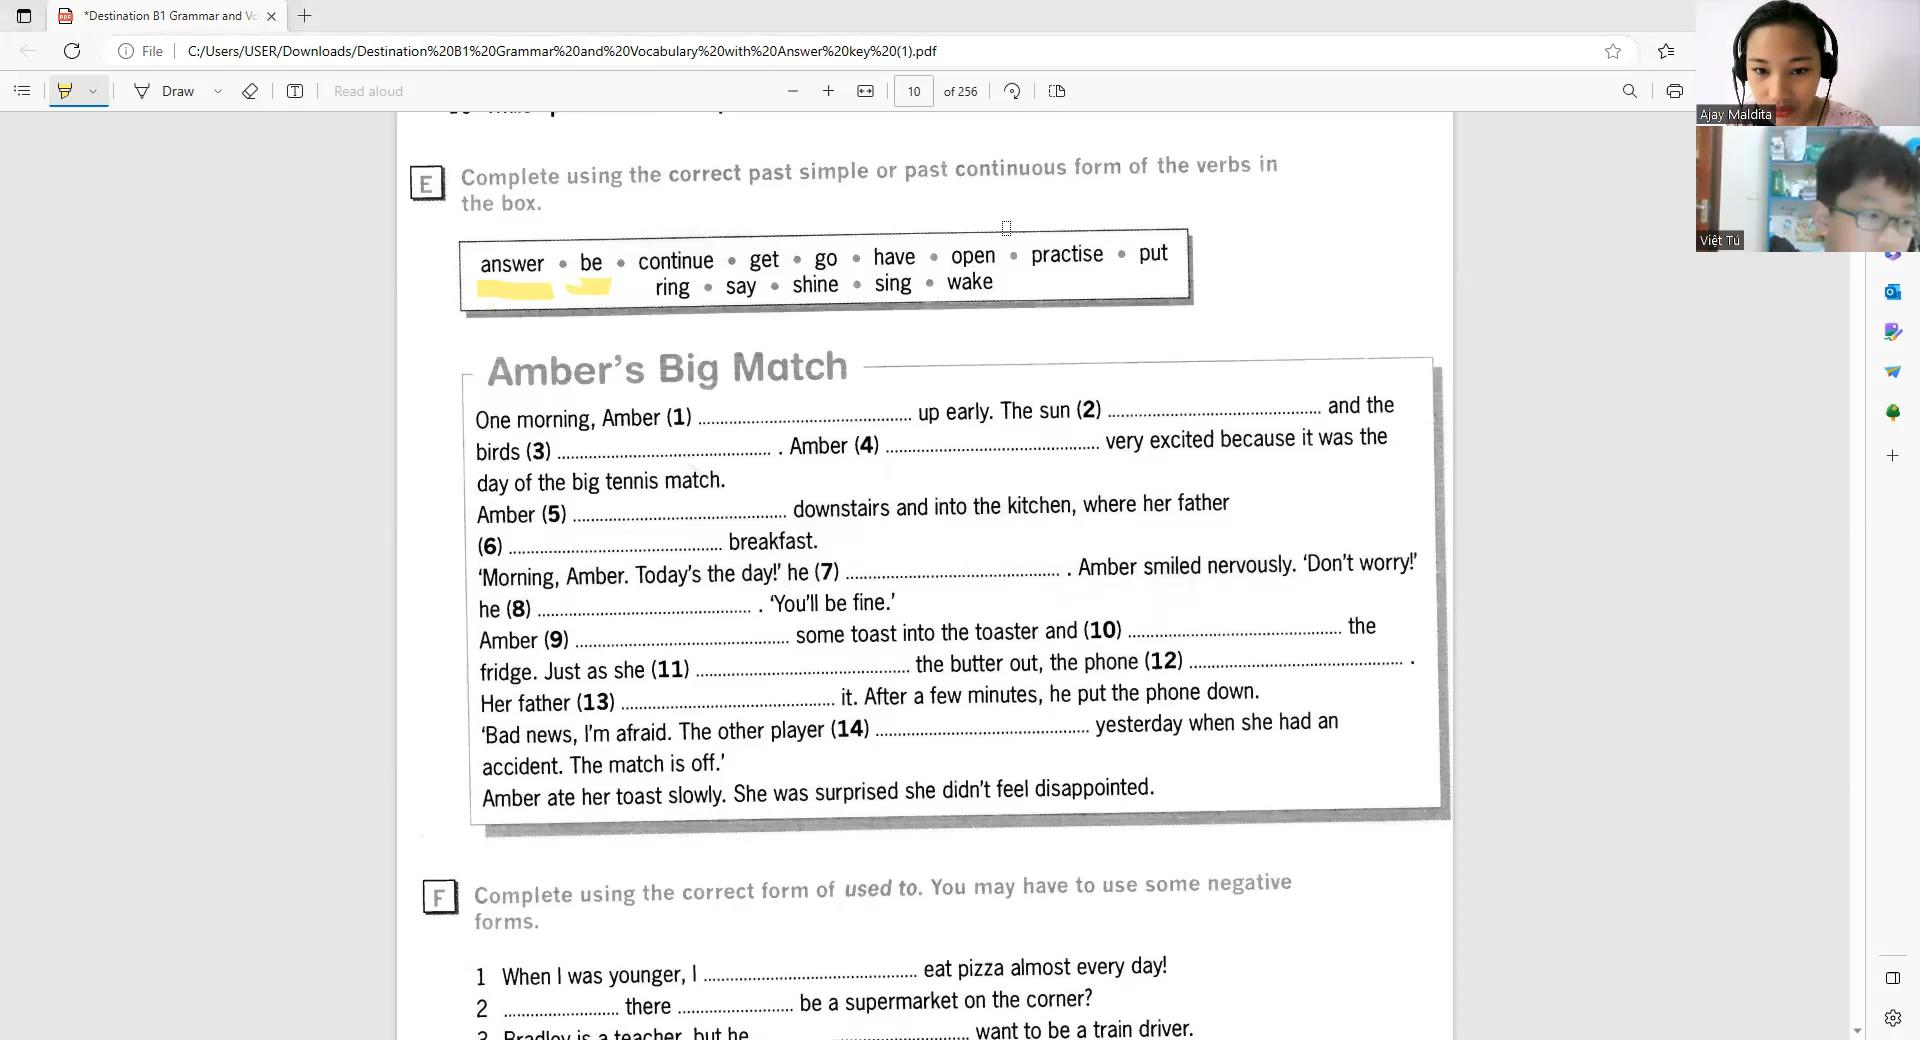 *Destination B1 Grammar and Vo
File
C:/Users/USER/Downloads/Destination%20B1%20Grammar%20and%20Vocabulary%20with%20Answer%20key%20(1).pdf
Draw
Read aloud
10 of 256
Ajay Maldita
Việt Tú
E Complete using the correct past simple or past continuous form of the verbs in
the box.
answer • be • continue • get • go • have • open • practise • put
ring • say • shine • sing • wake
Amber's Big Match
One morning, Amber (1) .......................................... up early. The sun (2) .......................................... and the
birds (3) .......................................... . Amber (4) .......................................... very excited because it was the
day of the big tennis match.
Amber (5) .......................................... downstairs and into the kitchen, where her father
(6) .......................................... breakfast.
'Morning, Amber. Today's the day!' he (7) .......................................... . Amber smiled nervously. 'Don't worry!'
he (8) .......................................... . 'You'll be fine.'
Amber (9) .......................................... some toast into the toaster and (10) .......................................... the
fridge. Just as she (11) .......................................... the butter out, the phone (12) .......................................... .
Her father (13) .......................................... it. After a few minutes, he put the phone down.
'Bad news, I'm afraid. The other player (14) .......................................... yesterday when she had an
accident. The match is off.'
Amber ate her toast slowly. She was surprised she didn't feel disappointed.
F Complete using the correct form of used to. You may have to use some negative
forms.
1 When I was younger, I .......................................... eat pizza almost every day!
2 ....................... there ....................... be a supermarket on the corner?
3 Bradley is a teacher, but he .......................... want to be a train driver.